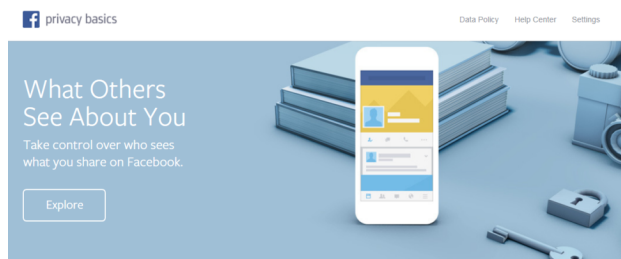 f privacy basics
Data Policy Help Center Settings
What Others
See About You
Take control over who sees
what you share on Facebook.
Explore